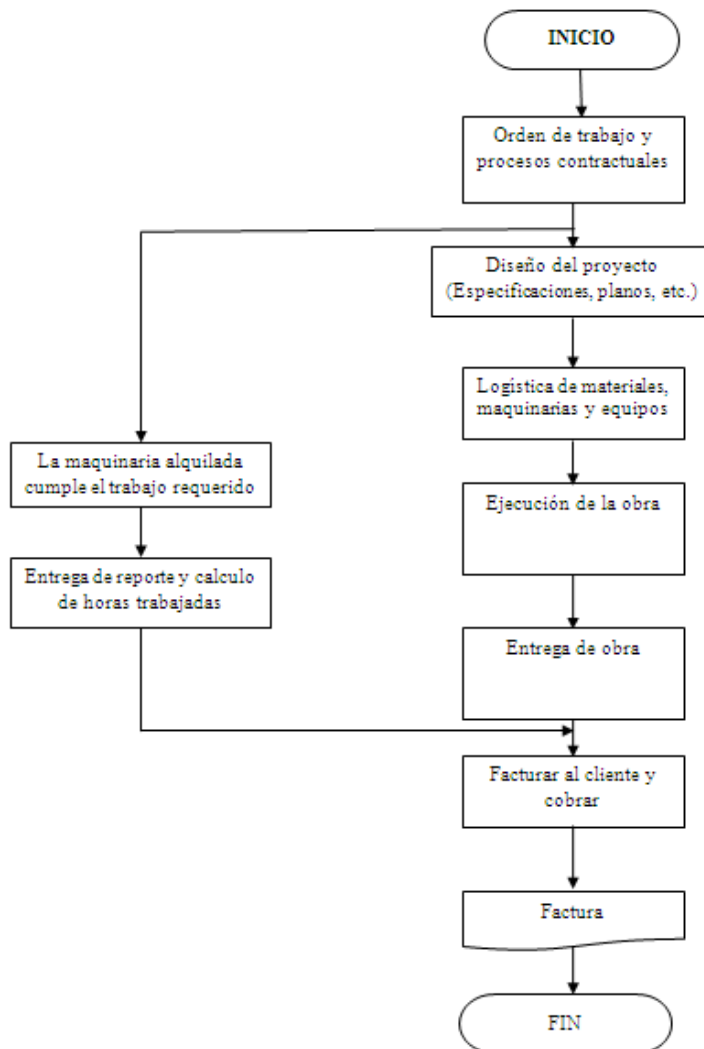 INICIO
Orden de trabajo y
procesos contractuales
Diseño del proyecto
(Especificaciones, planos, etc.)
Logística de materiales,
maquinarias y equipos
La maquinaria alquilada
cumple el trabajo requerido
Ejecución de la obra
Entrega de reporte y calculo
de horas trabajadas
Entrega de obra
Facturar al cliente y
cobrar
Factura
FIN